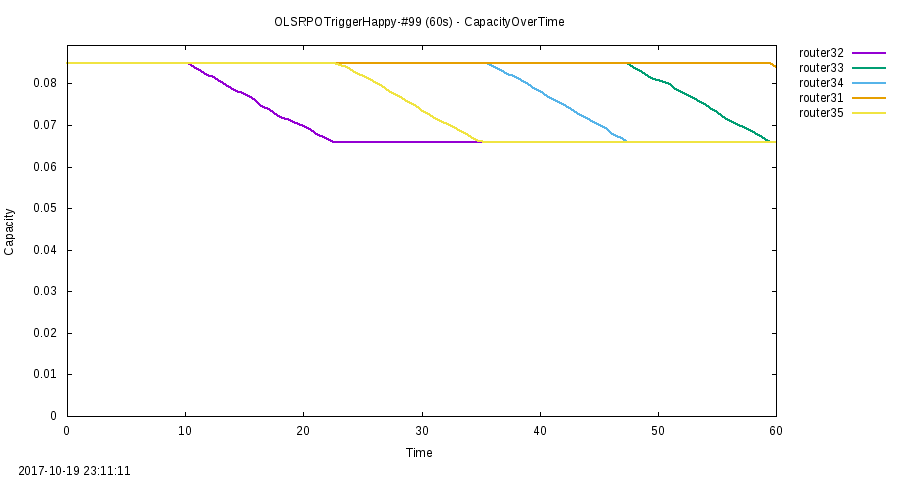 OLSRPOTriggerHappy-#99 (60s) - CapacityOverTime
router32
router33
router34
router31
router35
0.08
0.07
0.06
0.05
0.04
0.03
0.02
0.01
0
Capacity
0 10 20 30 40 50 60
Time
2017-10-19 23:11:11